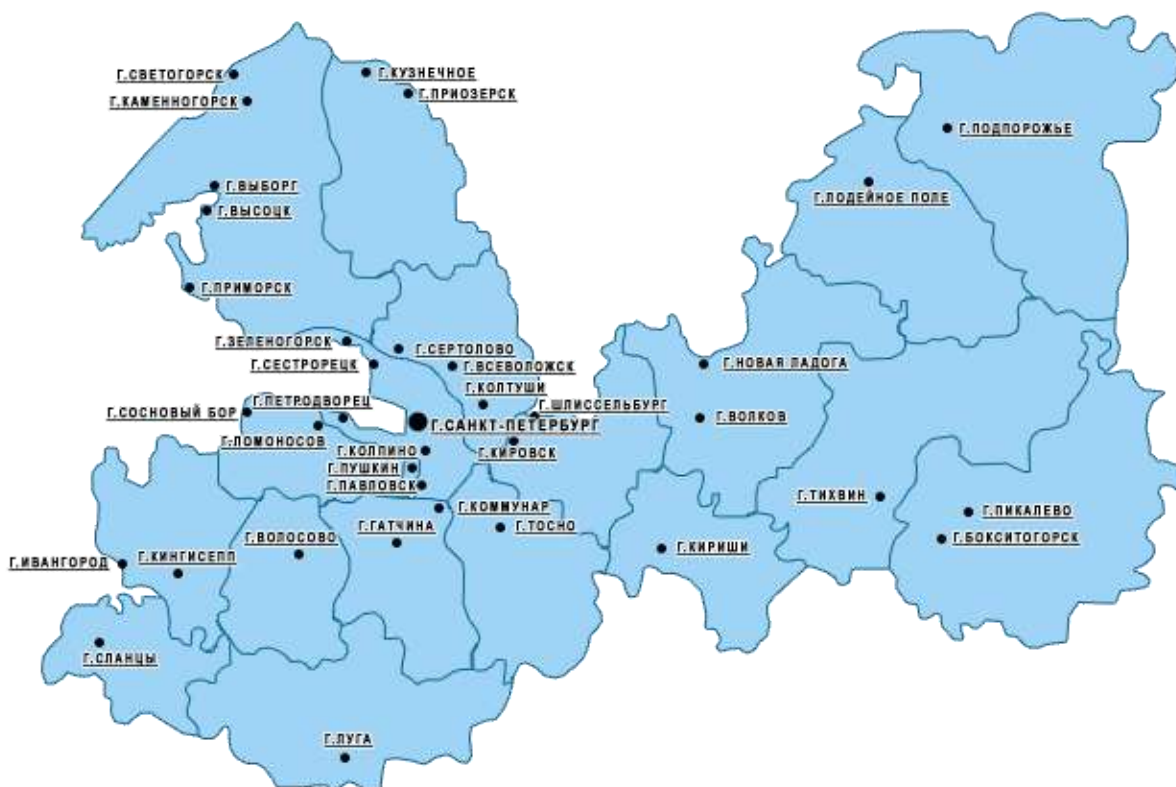 Г.СВЕТОГОРСК
Г.КУЗНЕЧНОЕ
Г.ПРИОЗЕРСК
Г.КАМЕННОГОРСК
Г.ПОДПОРОЖЬЕ
Г.ВЫБОРГ
Г.ЛОДЕЙНОЕ ПОЛЕ
Г.ВЫСОЦК
Г.ПРИМОРСК
Г.ЗЕЛЕНОГОРСК
Г.СЕРТОЛОВО
Г.СЕСТРОРЕЦК
Г.ВСЕВОЛОЖСК
Г.НОВАЯ ЛАДОГА
Г.КОЛТУШИ
Г.ПЕТРОДВОРЕЦ
Г.ШЛИССЕЛЬБУРГ
Г.СОСНОВЫЙ БОР
Г.ВОЛХОВ
Г.САНКТ-ПЕТЕРБУРГ
Г.ЛОМОНОСОВ
Г.КОЛПИНО
Г.КИРОВСК
Г.ПУШКИН
Г.ПАВЛОВСК
Г.ТИХВИН
Г.КОММУНАР
Г.ПИКАЛЕВО
Г.ГАТЧИНА
Г.ТОСНО
Г.ВОЛОСОВО
Г.БОКСИТОГОРСК
Г.КИРИШИ
Г.КИНГИСЕПП
Г.ИВАНГОРОД
Г.СЛАНЦЫ
Г.ЛУГА